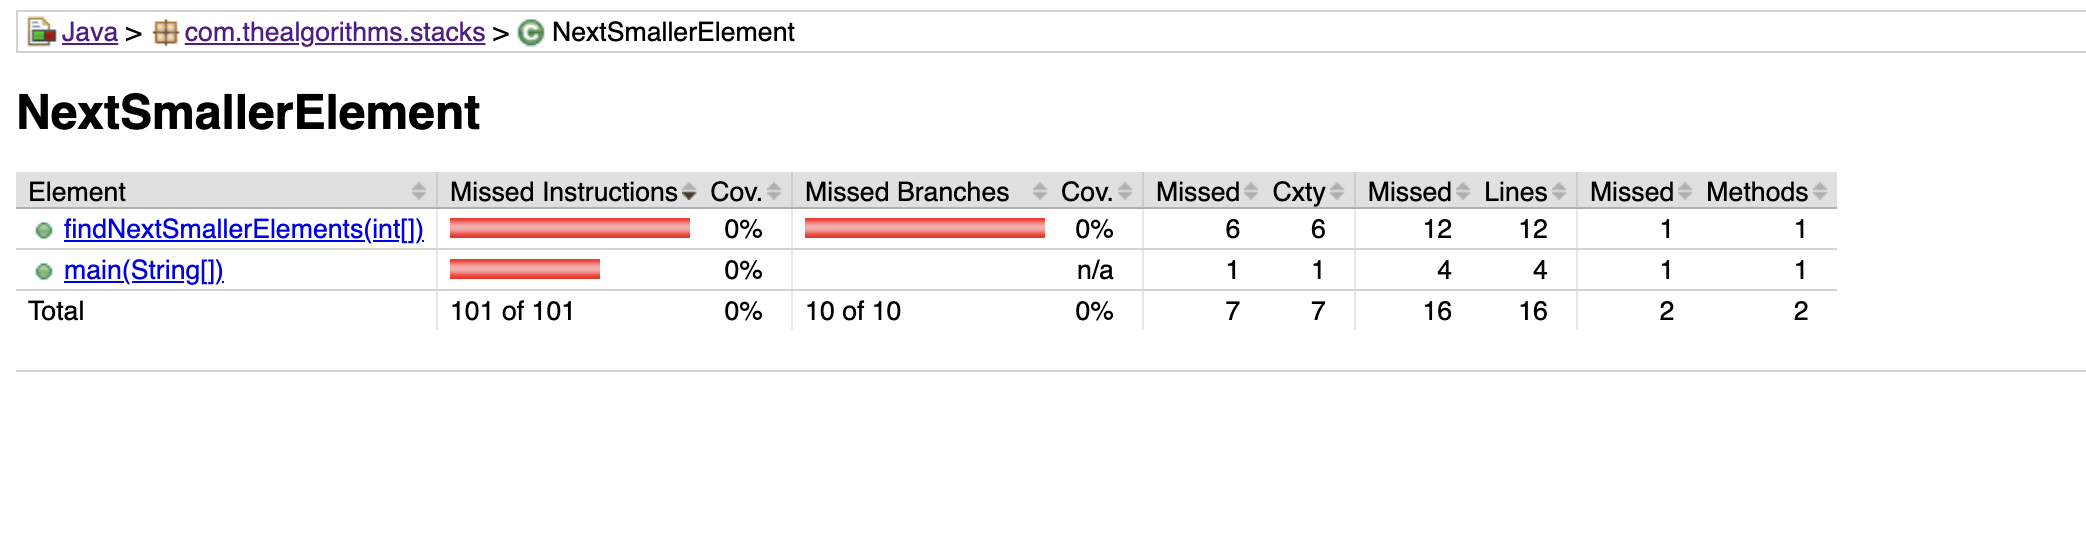 Java > com.thealgorithms.stacks > NextSmallerElement
NextSmallerElement
Element Missed Instructions Cov. Missed Branches Cov. Missed Cxty Missed Lines Missed Methods
findNextSmallerElements(int[]) 0% 0% 6 6 12 12 1 1
main(String[]) 0% n/a 1 1 4 4 1 1
Total 101 of 101 0% 10 of 10 0% 7 7 16 16 2 2